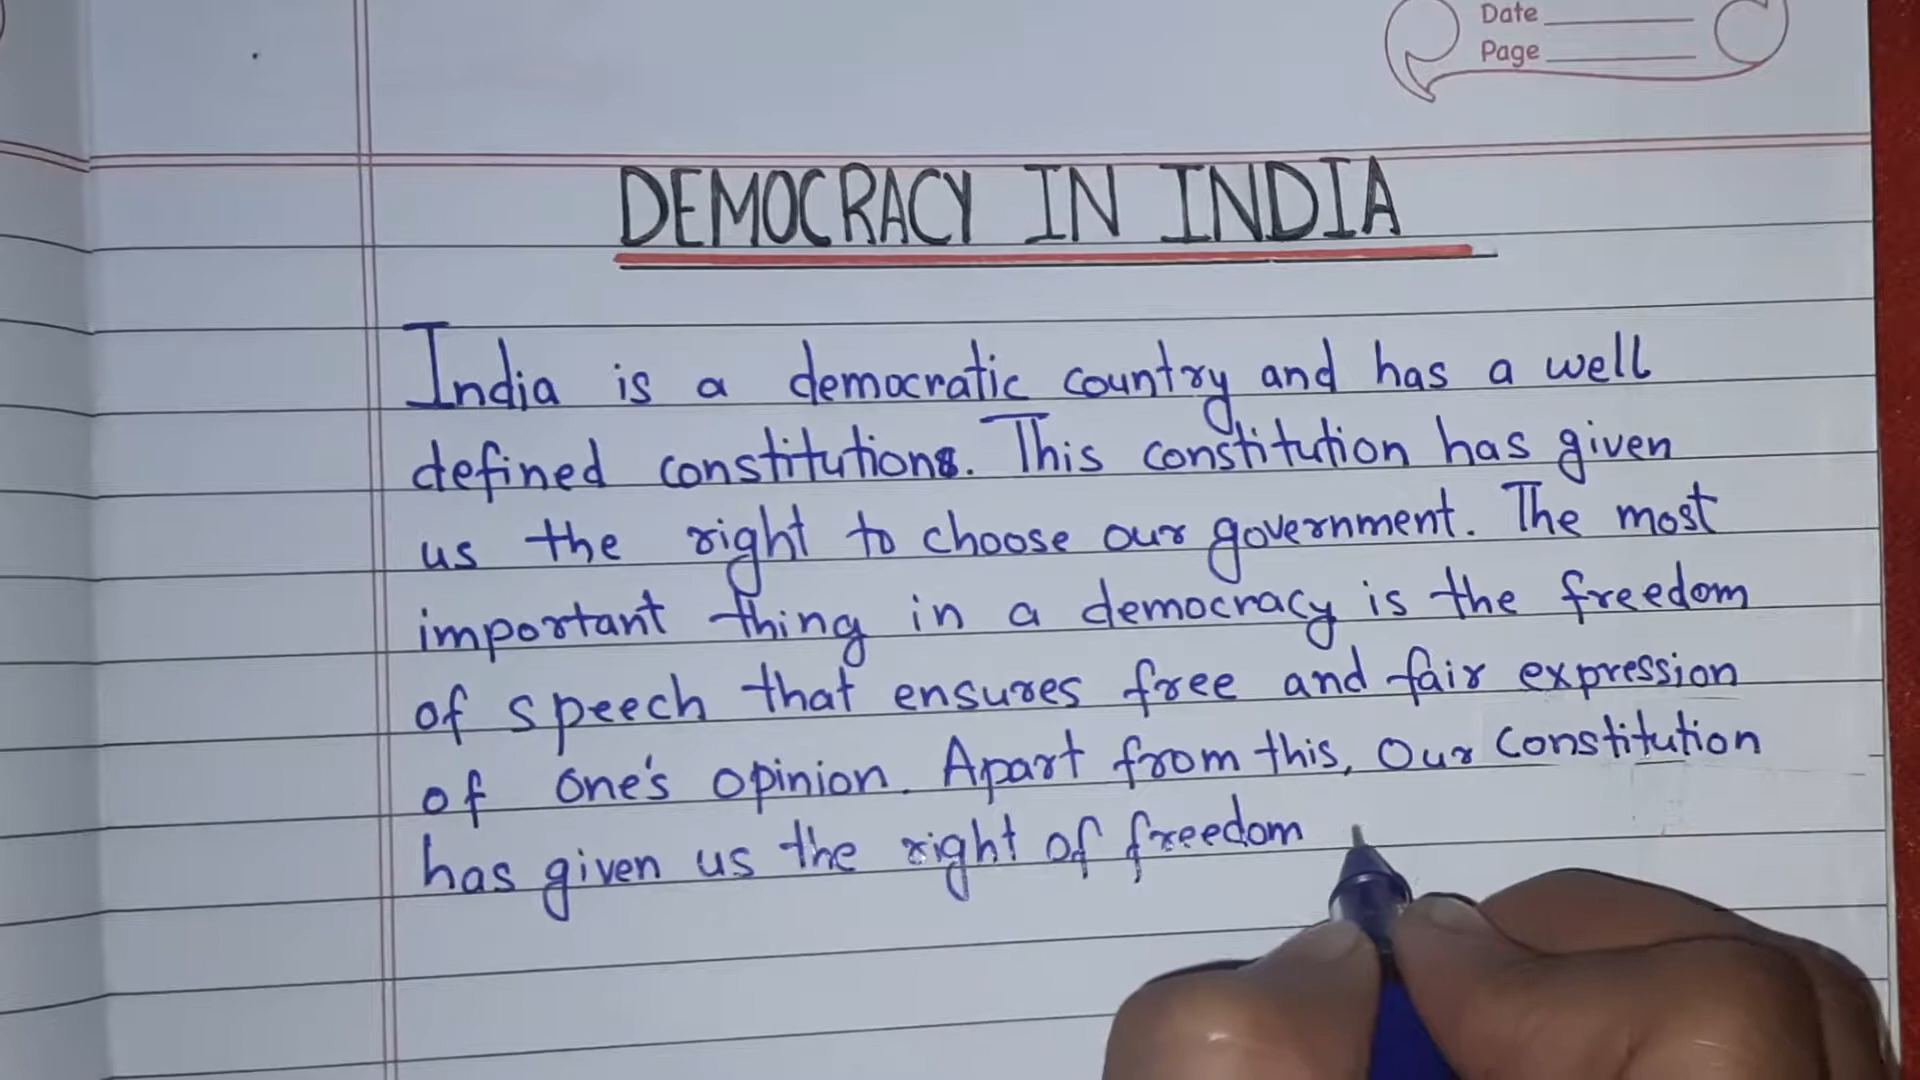 Date
Page
DEMOCRACY IN INDIA
India is a democratic country and has a well
defined constitutions. This constitution has given
us the right to choose our government. The most
important thing in a democracy is the freedom
of speech that ensures free and fair expression
of one's opinion. Apart from this, Our Constitution
has given us the right of freedom